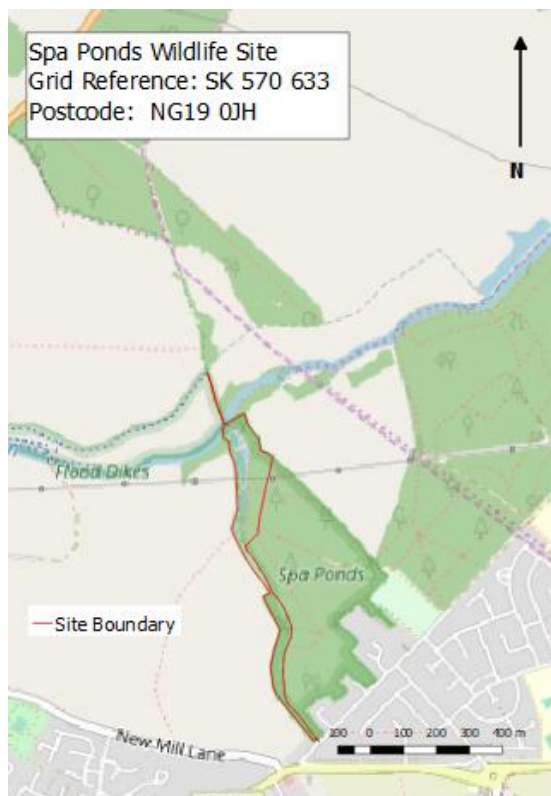 Spa Ponds Wildlife Site
Grid Reference: SK 570 633
Postcode: NG19 0JH
N
Flood Dikes
Spa Ponds
Site Boundary
New Mill Lane
100 0 100 200 300 400 m